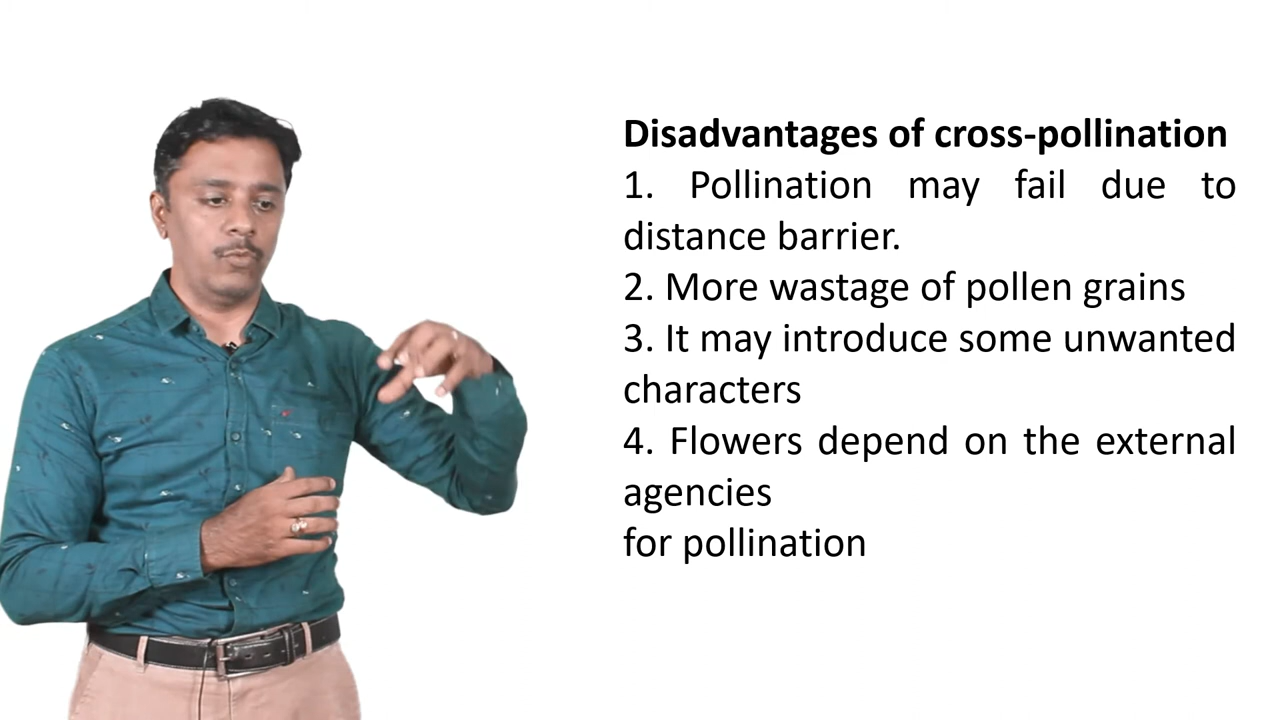 Disadvantages of cross-pollination
1. Pollination may fail due to
distance barrier.
2. More wastage of pollen grains
3. It may introduce some unwanted
characters
4. Flowers depend on the external
agencies
for pollination